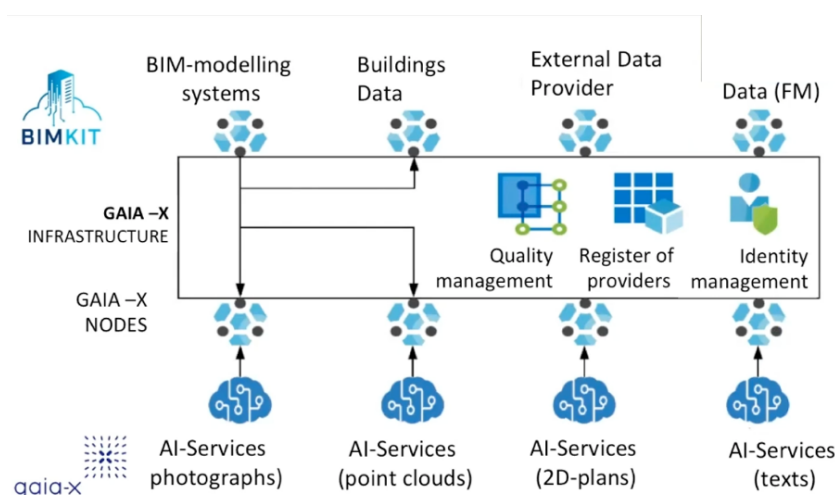 BIM-modelling
systems
Buildings
Data
External Data
Provider
Data (FM)
BIMKIT
GAIA –X
INFRASTRUCTURE
Quality
management
Register of
providers
Identity
management
GAIA –X
NODES
AI-Services
photographs)
AI-Services
(point clouds)
AI-Services
(2D-plans)
AI-Services
(texts)
gaia-x